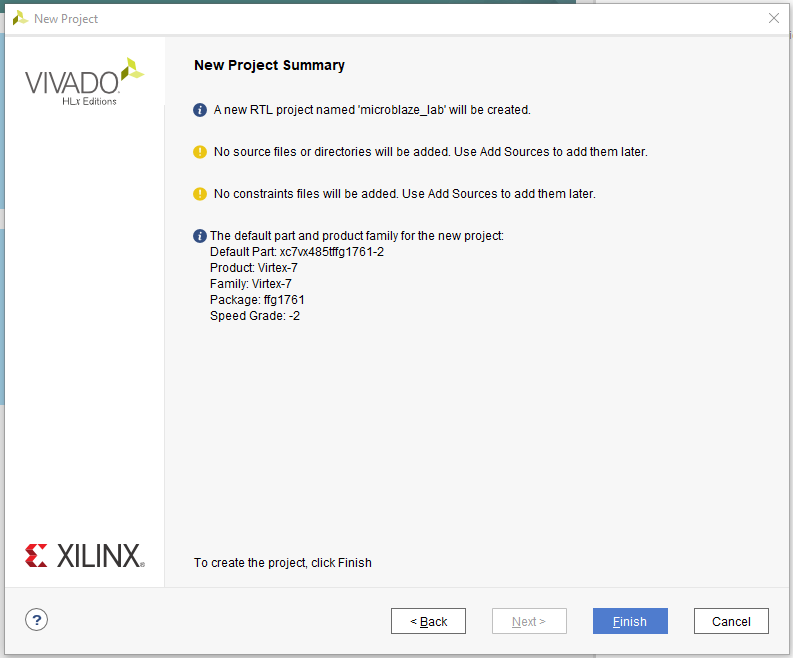 New Project
VIVADO
HLx Editions
New Project Summary
A new RTL project named 'microblaze_lab' will be created.
No source files or directories will be added. Use Add Sources to add them later.
No constraints files will be added. Use Add Sources to add them later.
The default part and product family for the new project:
Default Part: xc7vx485tffg1761-2
Product: Virtex-7
Family: Virtex-7
Package: ffg1761
Speed Grade: -2
XILINX®
To create the project, click Finish
?
< Back
Next >
Finish
Cancel